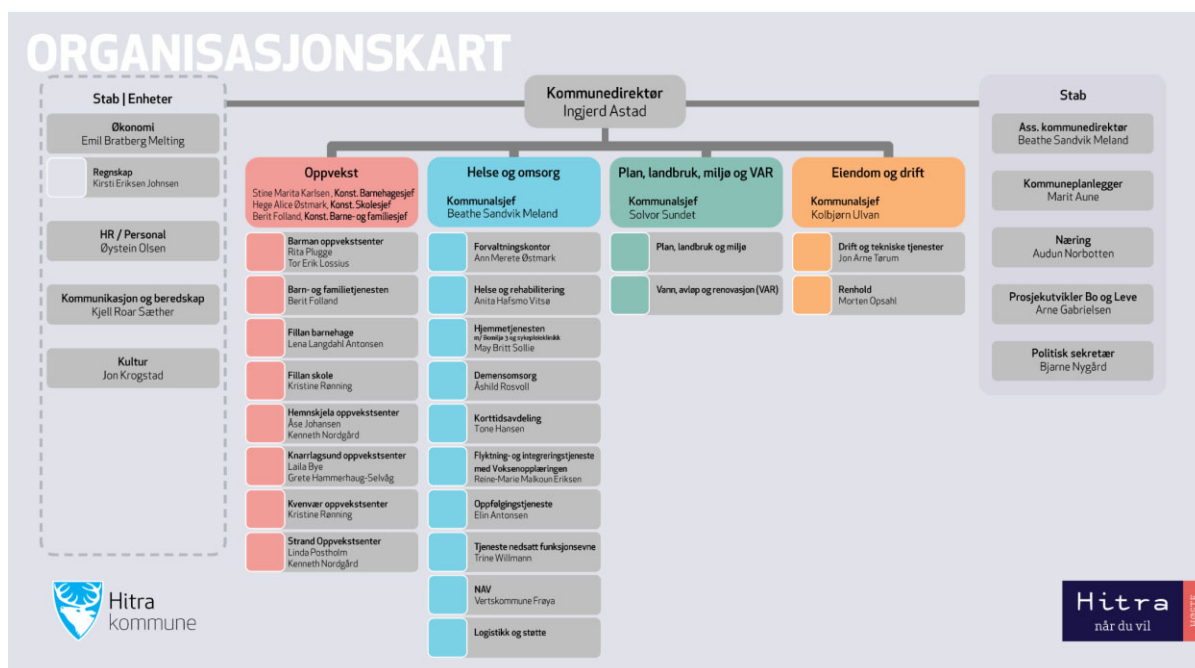 ORGANISASJONSKART
Kommunedirektør
Ingjerd Astad
Stab | Enheter
Økonomi
Emil Bratberg Melting
Regnskap
Kirsti Eriksen Johnsen
HR / Personal
Øystein Olsen
Kommunikasjon og beredskap
Kjell Roar Sæther
Kultur
Jon Krogstad
Oppvekst
Stine Marita Karlsen, Konst. Barnehagesjef
Hege Alice Østmark, Konst. Skolesjef
Berit Folland, Konst. Barne- og familiesjef
Barman oppvekstsenter
Rita Plugge
Tor Erik Lossius
Barn- og familietjenesten
Berit Folland
Fillan barnehage
Lena Langdahl Antonsen
Fillan skole
Kristine Rønning
Hemnskjela oppvekstsenter
Åse Johansen
Kenneth Nordgård
Knarrlagsund oppvekstsenter
Laila Bye
Grete Hammerhaug-Selvåg
Kvenvær oppvekstsenter
Kristine Rønning
Strand Oppvekstsenter
Linda Postholm
Kenneth Nordgård
Helse og omsorg
Kommunalsjef
Beathe Sandvik Meland
Forvaltningskontor
Ann Merete Østmark
Helse og rehabilitering
Anita Hafsmo Vitsø
Hjemmetjenesten
m/ Bomiljø 3 og sykepleieklinikk
May Britt Sollie
Demensomsorg
Åshild Rosvoll
Korttidsavdeling
Tone Hansen
Flyktning- og integreringstjeneste
med Voksenopplæringen
Reine-Marie Malkoun Eriksen
Oppfølgingstjeneste
Elin Antonsen
Tjeneste nedsatt funksjonsevne
Trine Willmann
NAV
Vertskommune Frøya
Logistikk og støtte
Plan, landbruk, miljø og VAR
Kommunalsjef
Solvor Sundet
Plan, landbruk og miljø
Vann, avløp og renovasjon (VAR)
Eiendom og drift
Kommunalsjef
Kolbjørn Ulvan
Drift og tekniske tjenester
Jon Arne Tørum
Renhold
Morten Opsahl
Stab
Ass. kommunedirektør
Beathe Sandvik Meland
Kommuneplanlegger
Marit Aune
Næring
Audun Norbotten
Prosjekutvikler Bo og Leve
Arne Gabrielsen
Politisk sekretær
Bjarne Nygård
Hitra
kommune
Hitra
når du vil